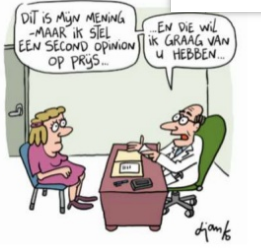 DIT IS MIJN MENING
-MAAR IK STEL
EEN SECOND OPINION
OP PRIJS...
...EN DIE WIL
IK GRAAG VAN
U HEBBEN...